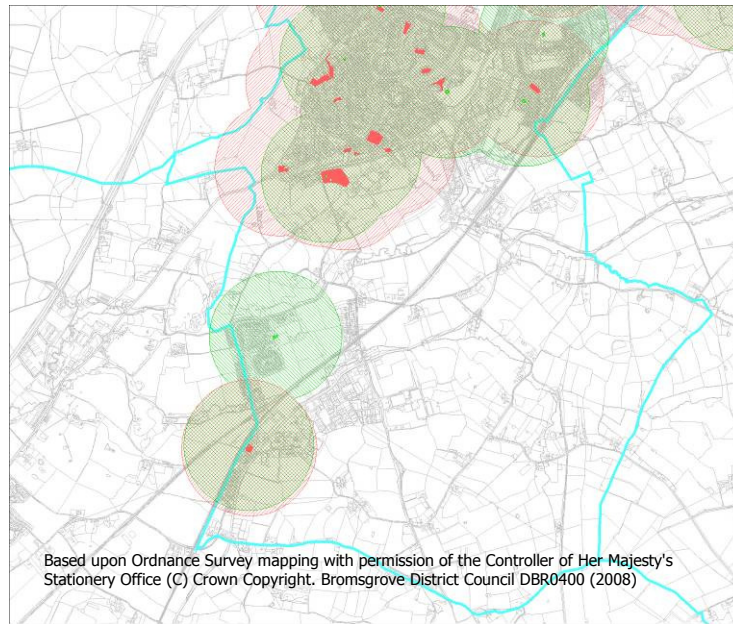 Based upon Ordnance Survey mapping with permission of the Controller of Her Majesty's
Stationery Office (C) Crown Copyright. Bromsgrove District Council DBR0400 (2008)